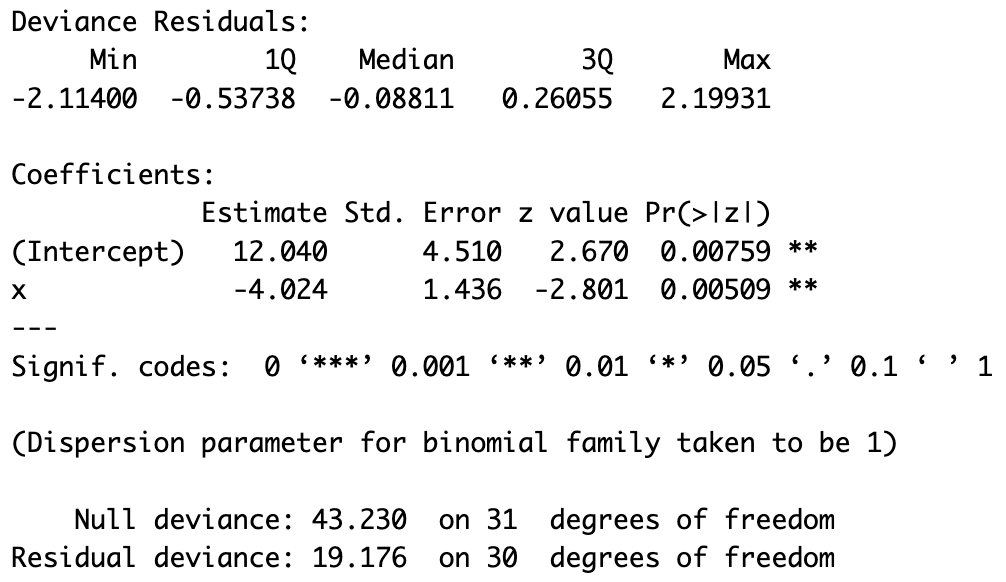 Deviance Residuals:
     Min        1Q    Median        3Q       Max
-2.11400  -0.53738  -0.08811   0.26055   2.19931

Coefficients:
            Estimate Std. Error z value Pr(>|z|)
(Intercept)   12.040      4.510   2.670  0.00759 **
x             -4.024      1.436  -2.801  0.00509 **
---
Signif. codes:  0 ‘***’ 0.001 ‘**’ 0.01 ‘*’ 0.05 ‘.’ 0.1 ‘ ’ 1

(Dispersion parameter for binomial family taken to be 1)

    Null deviance: 43.230  on 31  degrees of freedom
Residual deviance: 19.176  on 30  degrees of freedom